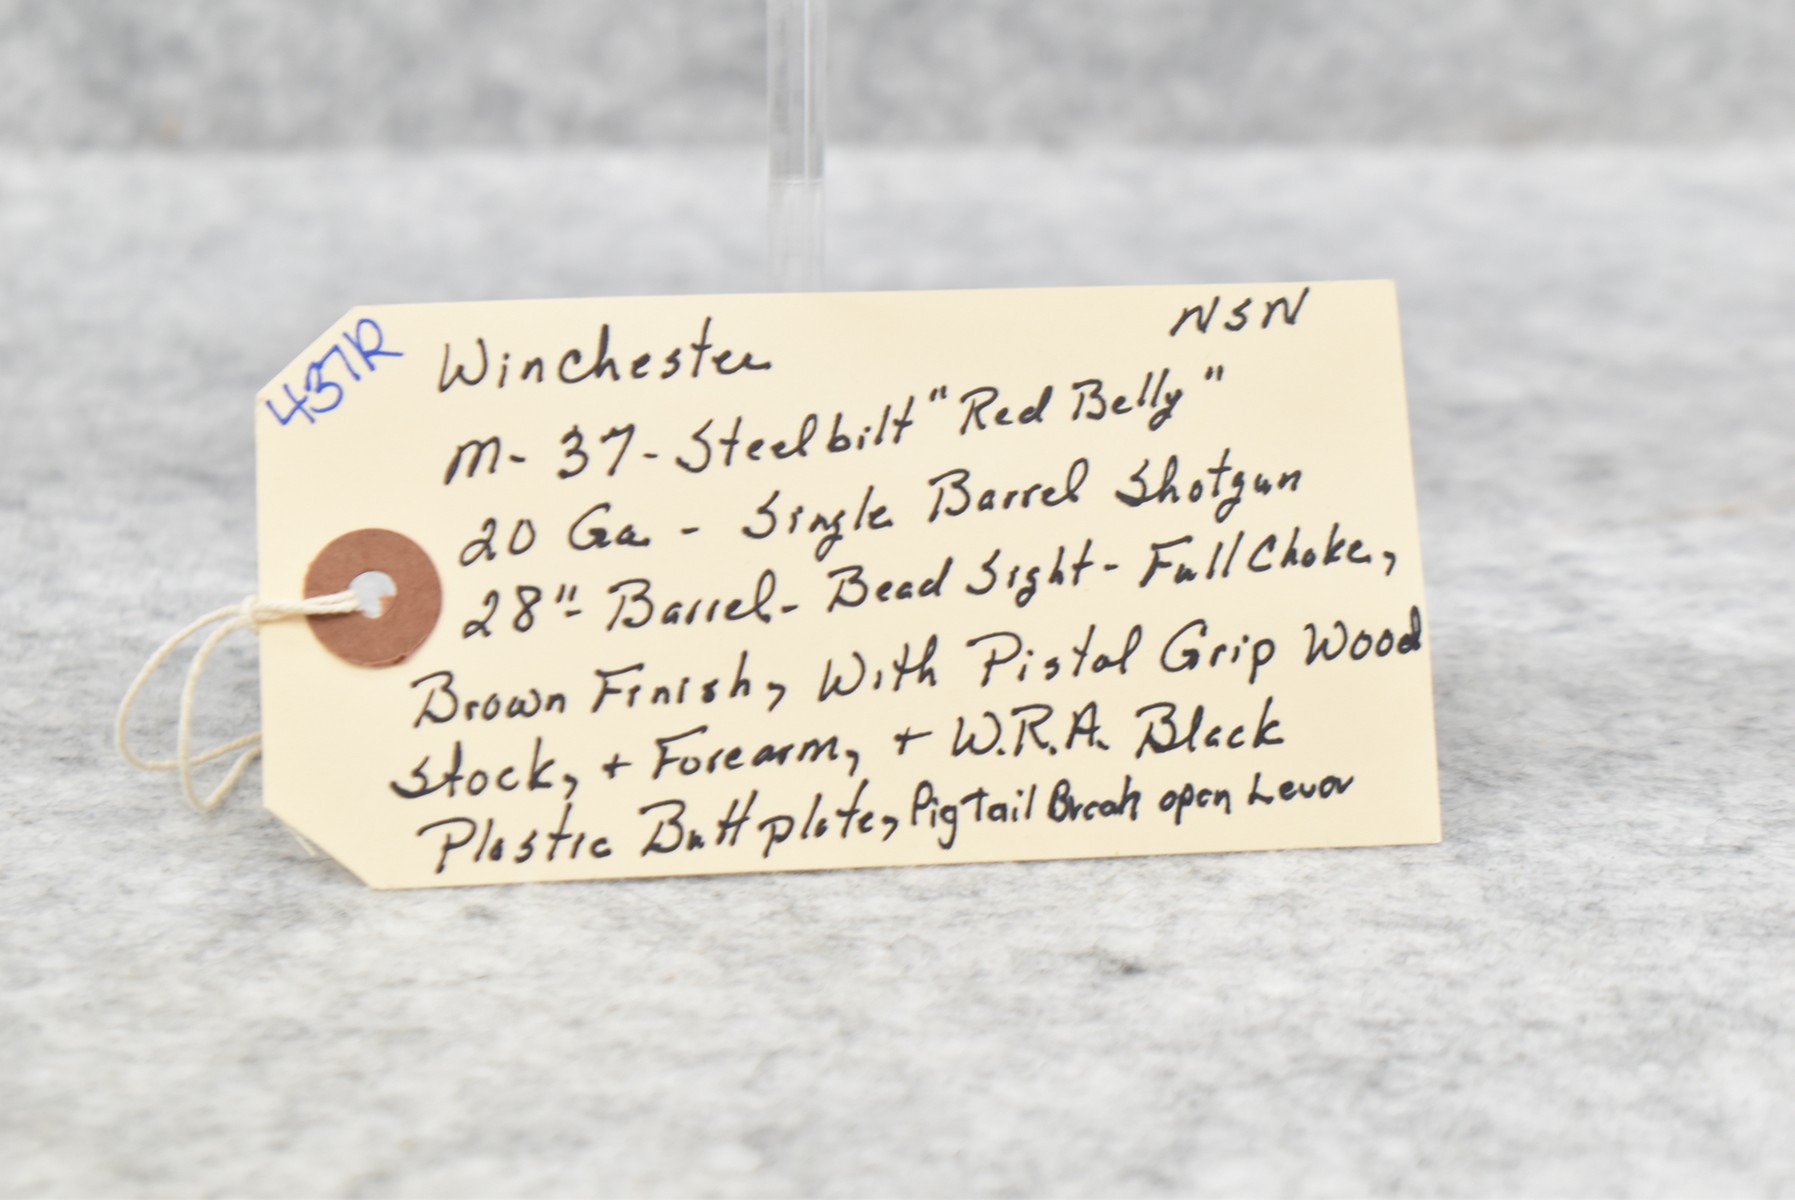 437R
Winchester NSN
M-37-Steelbilt "Red Belly"
20 Ga - Single Barrel Shotgun
28"- Barrel - Bead Sight - Full Choke,
Brown Finish, With Pistol Grip Wood
Stock, + Forearm, + W.R.A. Black
Plastic Buttplate, Pigtail Break open Lever